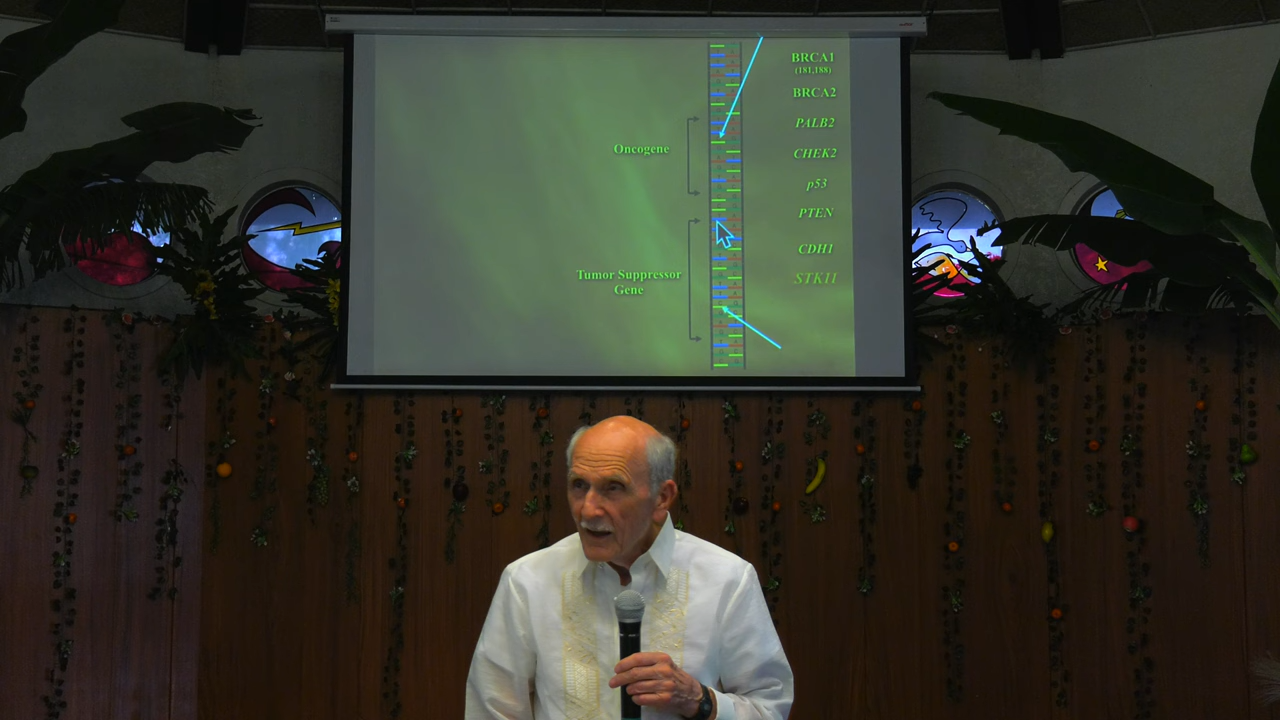 BRCA1
(181,188)
BRCA2
PALB2
Oncogene
CHEK2
p53
PTEN
CDH1
Tumor Suppressor
Gene
STK11